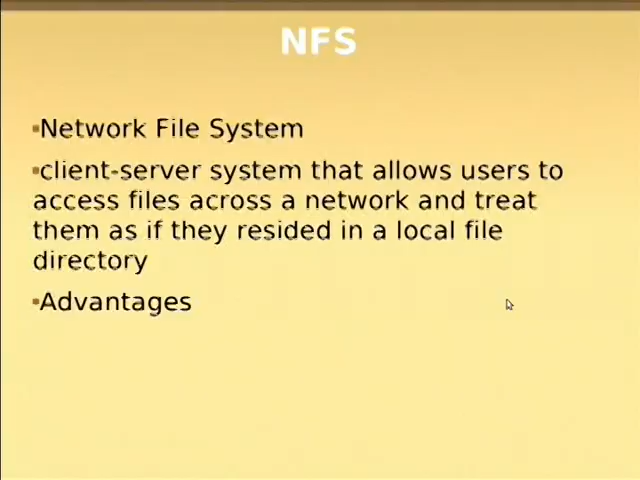 NFS
▪Network File System
▪client-server system that allows users to
access files across a network and treat
them as if they resided in a local file
directory
▪Advantages